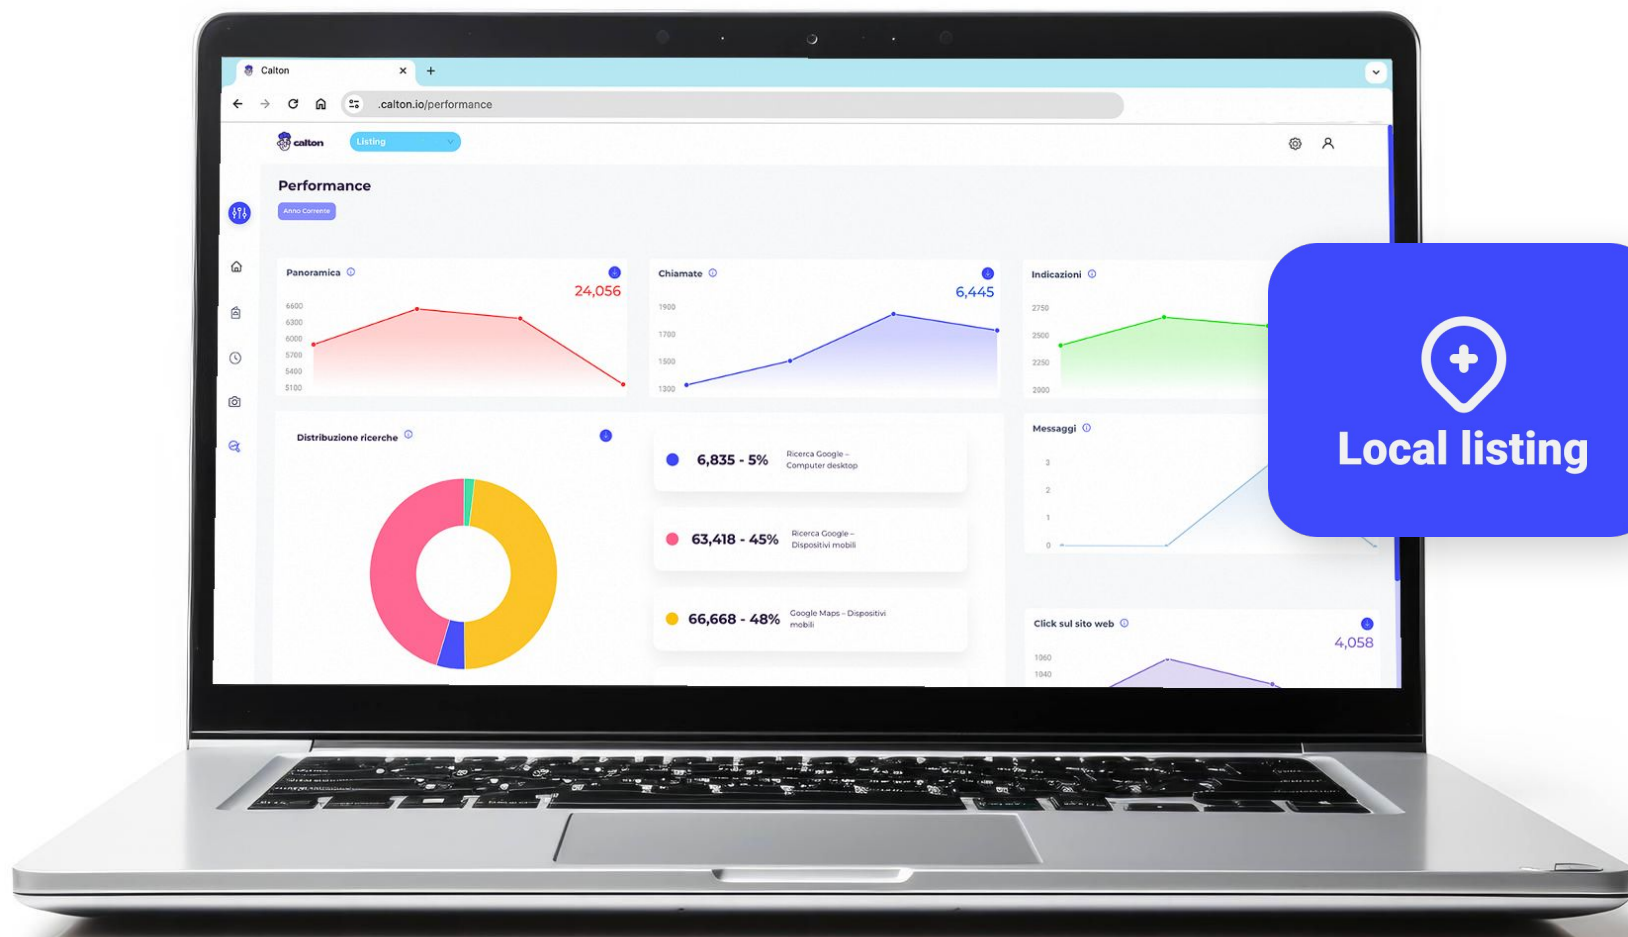 Calton
.calton.io/performance
calton
Listing
Performance
Anno Corrente
Panoramica
24,056
6600
6300
6000
5700
5400
5100
Chiamate
6,445
1900
1700
1500
1300
Indicazioni
2750
2500
2250
2000
Distribuzione ricerche
6,835 - 5%
Ricerca Google –
Computer desktop
63,418 - 45%
Ricerca Google –
Dispositivi mobili
66,668 - 48%
Google Maps – Dispositivi
mobili
Messaggi
3
2
1
0
Click sul sito web
4,058
1060
1040
Local listing